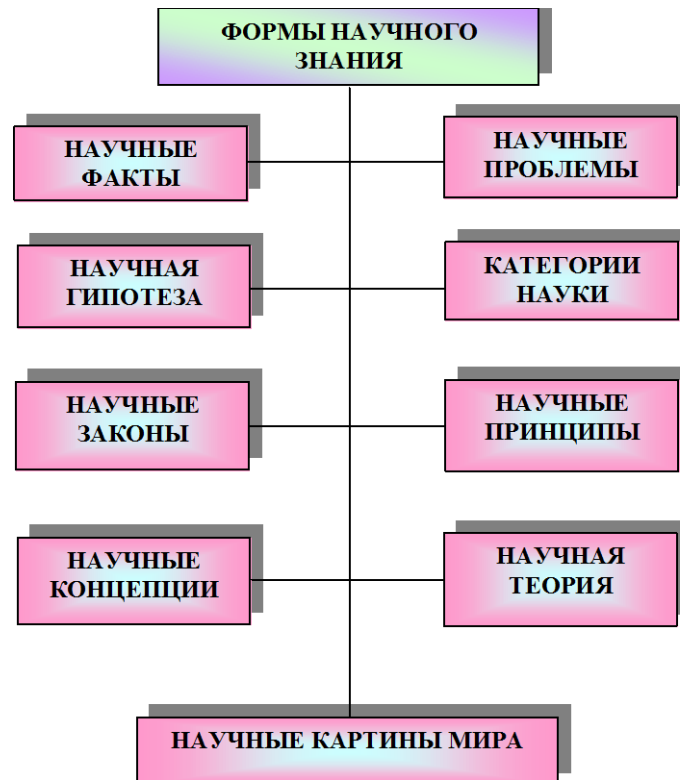 ФОРМЫ НАУЧНОГО
ЗНАНИЯ
НАУЧНЫЕ
ФАКТЫ
НАУЧНЫЕ
ПРОБЛЕМЫ
НАУЧНАЯ
ГИПОТЕЗА
КАТЕГОРИИ
НАУКИ
НАУЧНЫЕ
ЗАКОНЫ
НАУЧНЫЕ
ПРИНЦИПЫ
НАУЧНЫЕ
КОНЦЕПЦИИ
НАУЧНАЯ
ТЕОРИЯ
НАУЧНЫЕ КАРТИНЫ МИРА